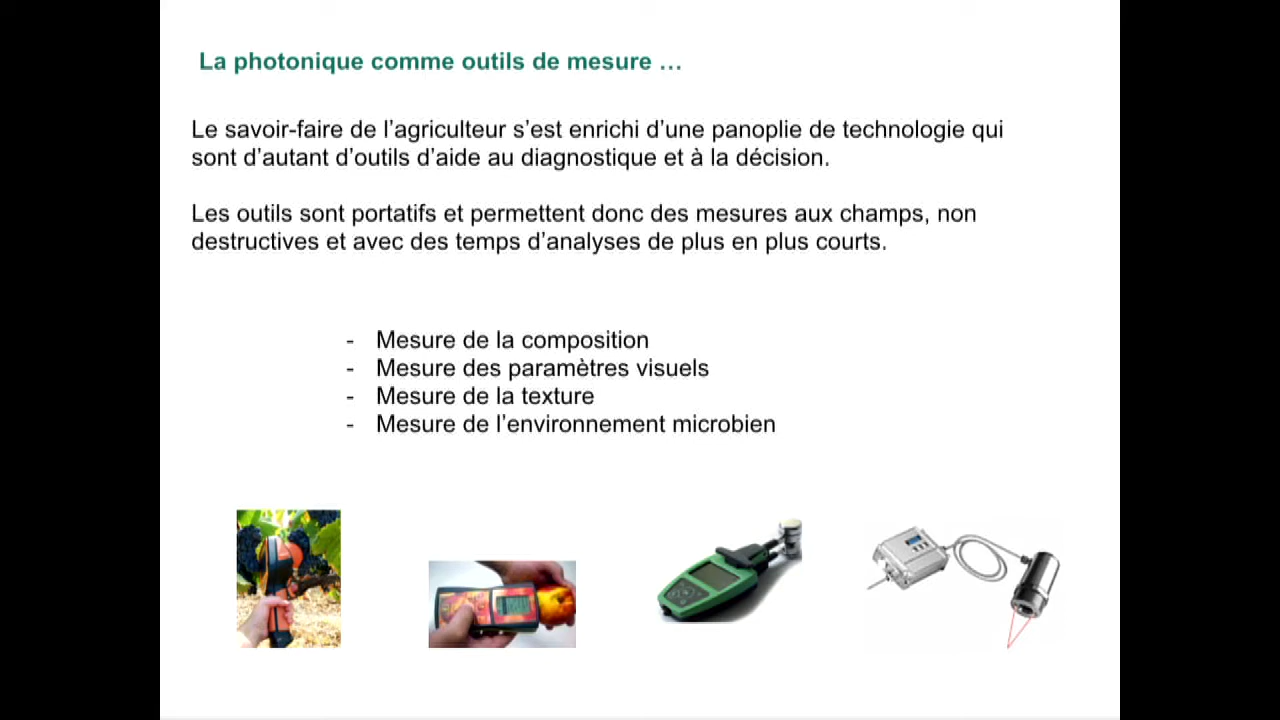 La photonique comme outils de mesure …
Le savoir-faire de l’agriculteur s’est enrichi d’une panoplie de technologie qui
sont d’autant d’outils d’aide au diagnostique et à la décision.
Les outils sont portatifs et permettent donc des mesures aux champs, non
destructives et avec des temps d’analyses de plus en plus courts.
- Mesure de la composition
- Mesure des paramètres visuels
- Mesure de la texture
- Mesure de l’environnement microbien